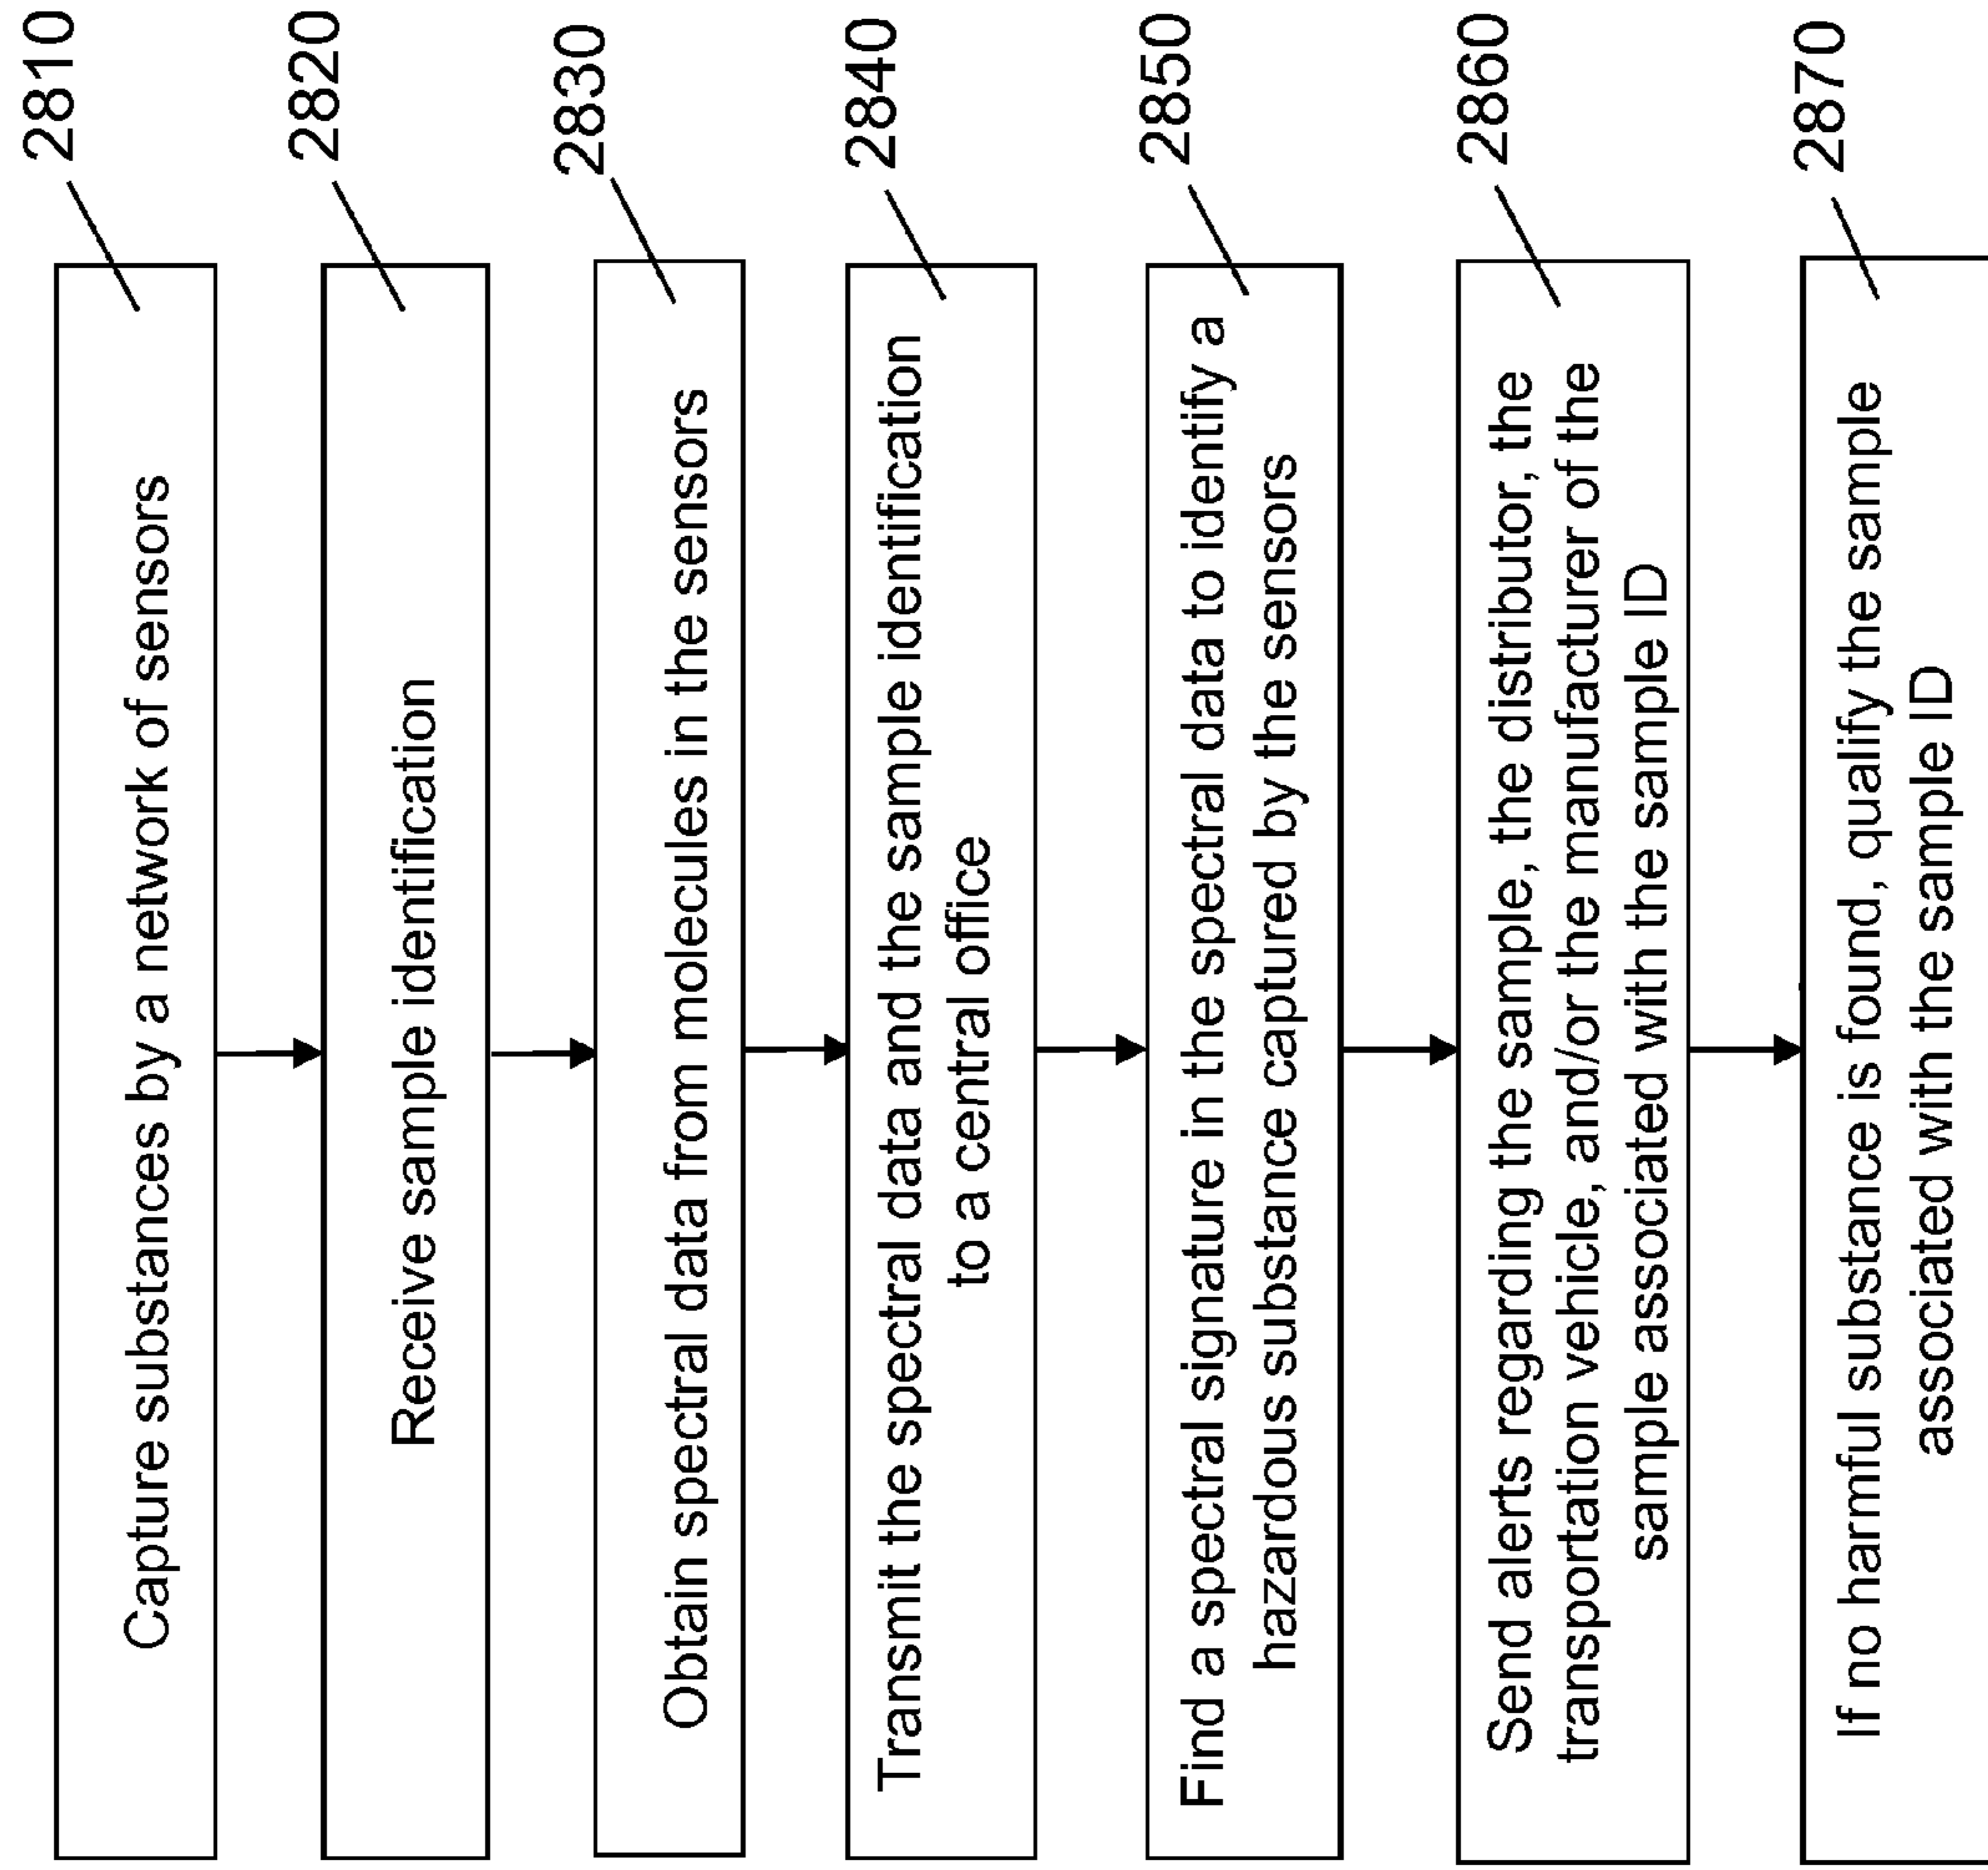 Capture substances by a network of sensors
2810
Receive sample identification
2820
Obtain spectral data from molecules in the sensors
2830
Transmit the spectral data and the sample identification
to a central office
2840
Find a spectral signature in the spectral data to identify a
hazardous substance captured by the sensors
2850
Send alerts regarding the sample, the distributor, the
transportation vehicle, and/or the manufacturer of the
sample associated with the sample ID
2860
If no harmful substance is found, qualify the sample
associated with the sample ID
2870